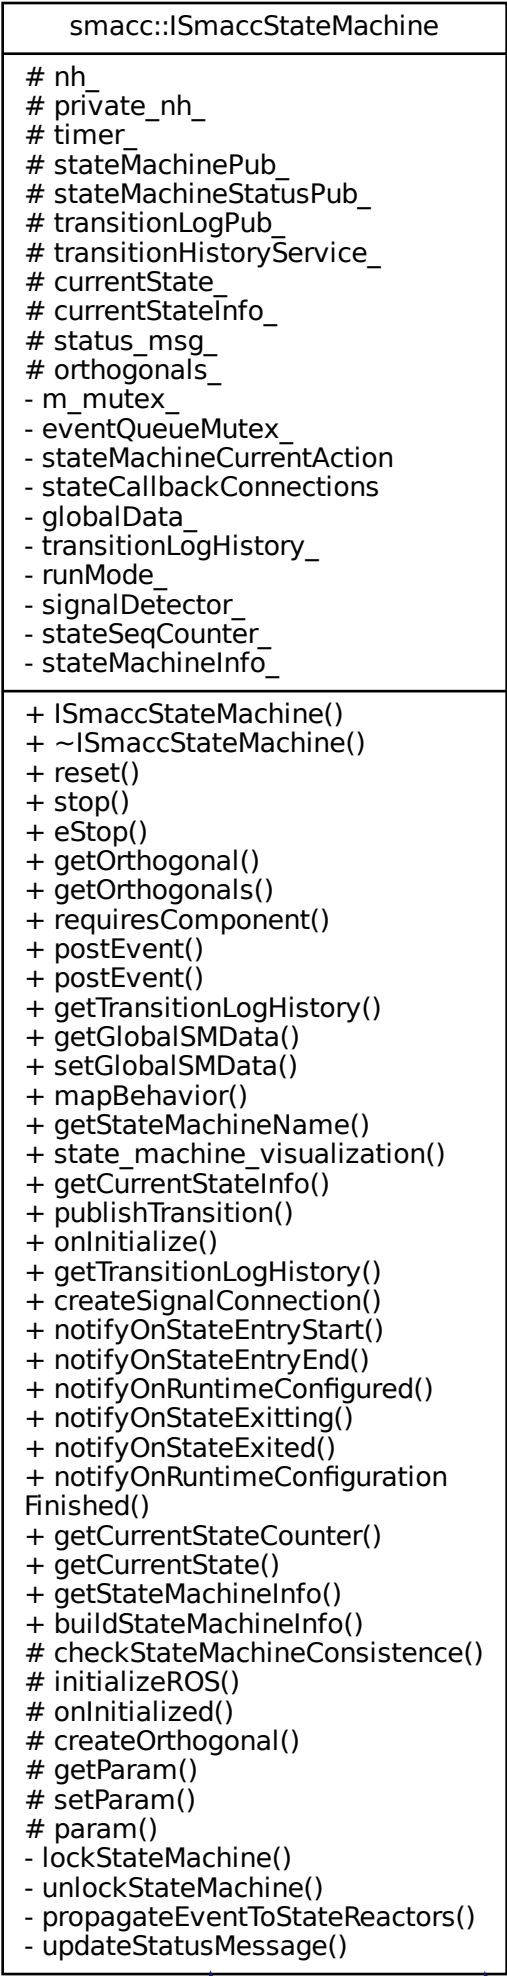 smacc::ISmaccStateMachine
# nh_
# private_nh_
# timer_
# stateMachinePub_
# stateMachineStatusPub_
# transitionLogPub_
# transitionHistoryService_
# currentState_
# currentStateInfo_
# status_msg_
# orthogonals_
- m_mutex_
- eventQueueMutex_
- stateMachineCurrentAction
- stateCallbackConnections
- globalData_
- transitionLogHistory_
- runMode_
- signalDetector_
- stateSeqCounter_
- stateMachineInfo_
+ ISmaccStateMachine()
+ ~ISmaccStateMachine()
+ reset()
+ stop()
+ eStop()
+ getOrthogonal()
+ getOrthogonals()
+ requiresComponent()
+ postEvent()
+ postEvent()
+ getTransitionLogHistory()
+ getGlobalSMData()
+ setGlobalSMData()
+ mapBehavior()
+ getStateMachineName()
+ state_machine_visualization()
+ getCurrentStateInfo()
+ publishTransition()
+ onInitialize()
+ getTransitionLogHistory()
+ createSignalConnection()
+ notifyOnStateEntryStart()
+ notifyOnStateEntryEnd()
+ notifyOnRuntimeConfigured()
+ notifyOnStateExitting()
+ notifyOnStateExited()
+ notifyOnRuntimeConfiguration
Finished()
+ getCurrentStateCounter()
+ getCurrentState()
+ getStateMachineInfo()
+ buildStateMachineInfo()
# checkStateMachineConsistence()
# initializeROS()
# onInitialized()
# createOrthogonal()
# getParam()
# setParam()
# param()
- lockStateMachine()
- unlockStateMachine()
- propagateEventToStateReactors()
- updateStatusMessage()